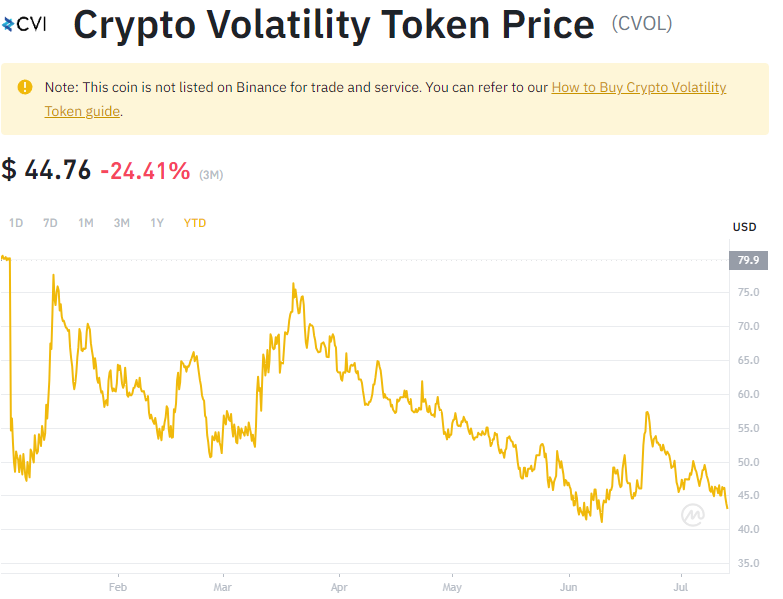 CVI Crypto Volatility Token Price (CVOL)
Note: This coin is not listed on Binance for trade and service. You can refer to our How to Buy Crypto Volatility
Token guide.
$ 44.76 -24.41% (3M)
1D 7D 1M 3M 1Y YTD
USD
79.9
75.0
70.0
65.0
60.0
55.0
50.0
45.0
40.0
35.0
Feb Mar Apr May Jun Jul